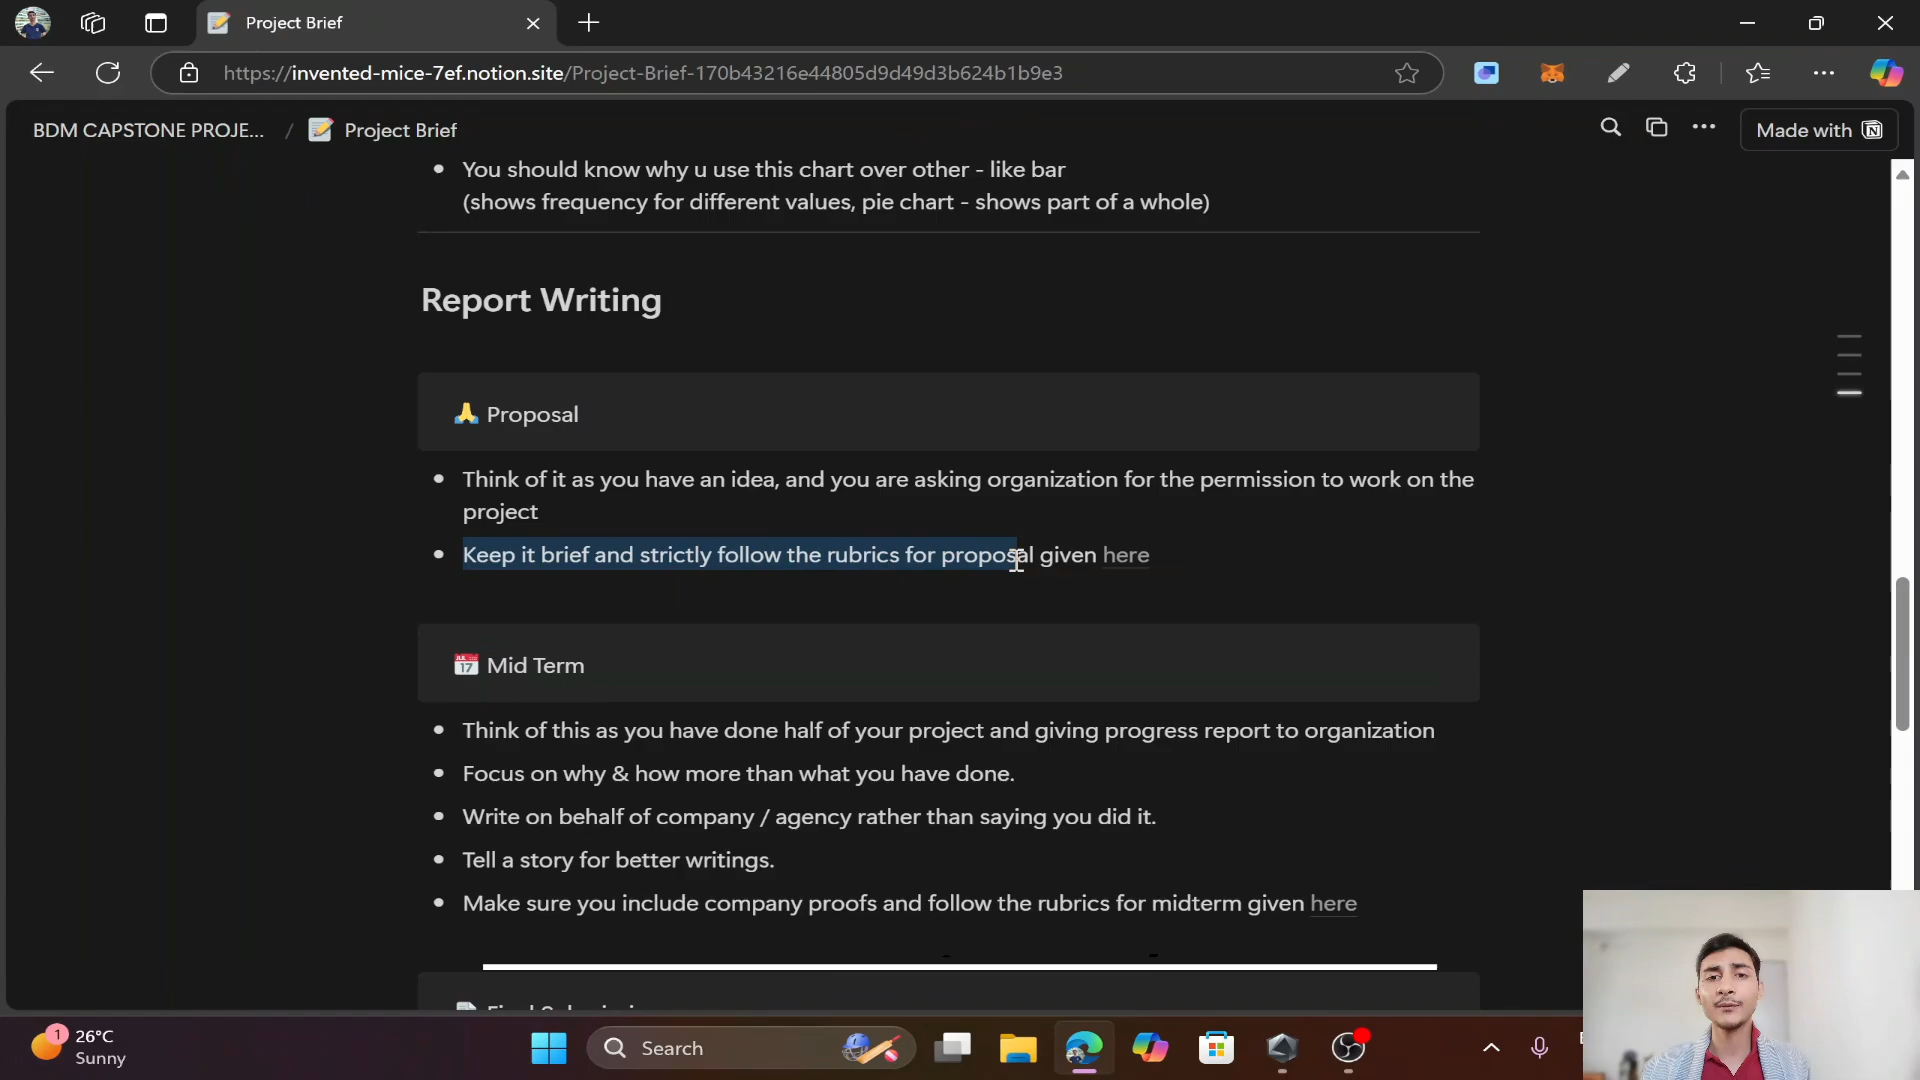 Project Brief
https://invented-mice-7ef.notion.site/Project-Brief-170b43216e44805d9d49d3b624b1b9e3
BDM CAPSTONE PROJE... / Project Brief
Made with
You should know why u use this chart over other - like bar
(shows frequency for different values, pie chart - shows part of a whole)
Report Writing
Proposal
Think of it as you have an idea, and you are asking organization for the permission to work on the
project
Keep it brief and strictly follow the rubrics for proposal given here
Mid Term
Think of this as you have done half of your project and giving progress report to organization
Focus on why & how more than what you have done.
Write on behalf of company / agency rather than saying you did it.
Tell a story for better writings.
Make sure you include company proofs and follow the rubrics for midterm given here
1
26°C
Sunny
Search